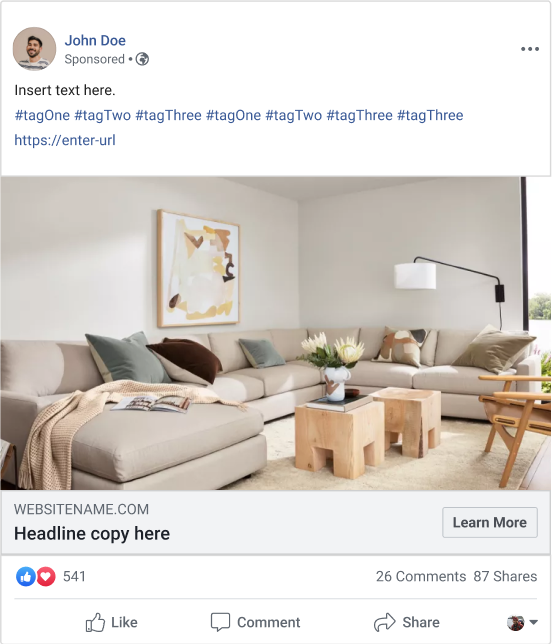 John Doe
Sponsored •
Insert text here.
#tagOne #tagTwo #tagThree #tagOne #tagTwo #tagThree #tagThree
https://enter-url
WEBSITENAME.COM
Headline copy here
Learn More
541
26 Comments 87 Shares
Like
Comment
Share